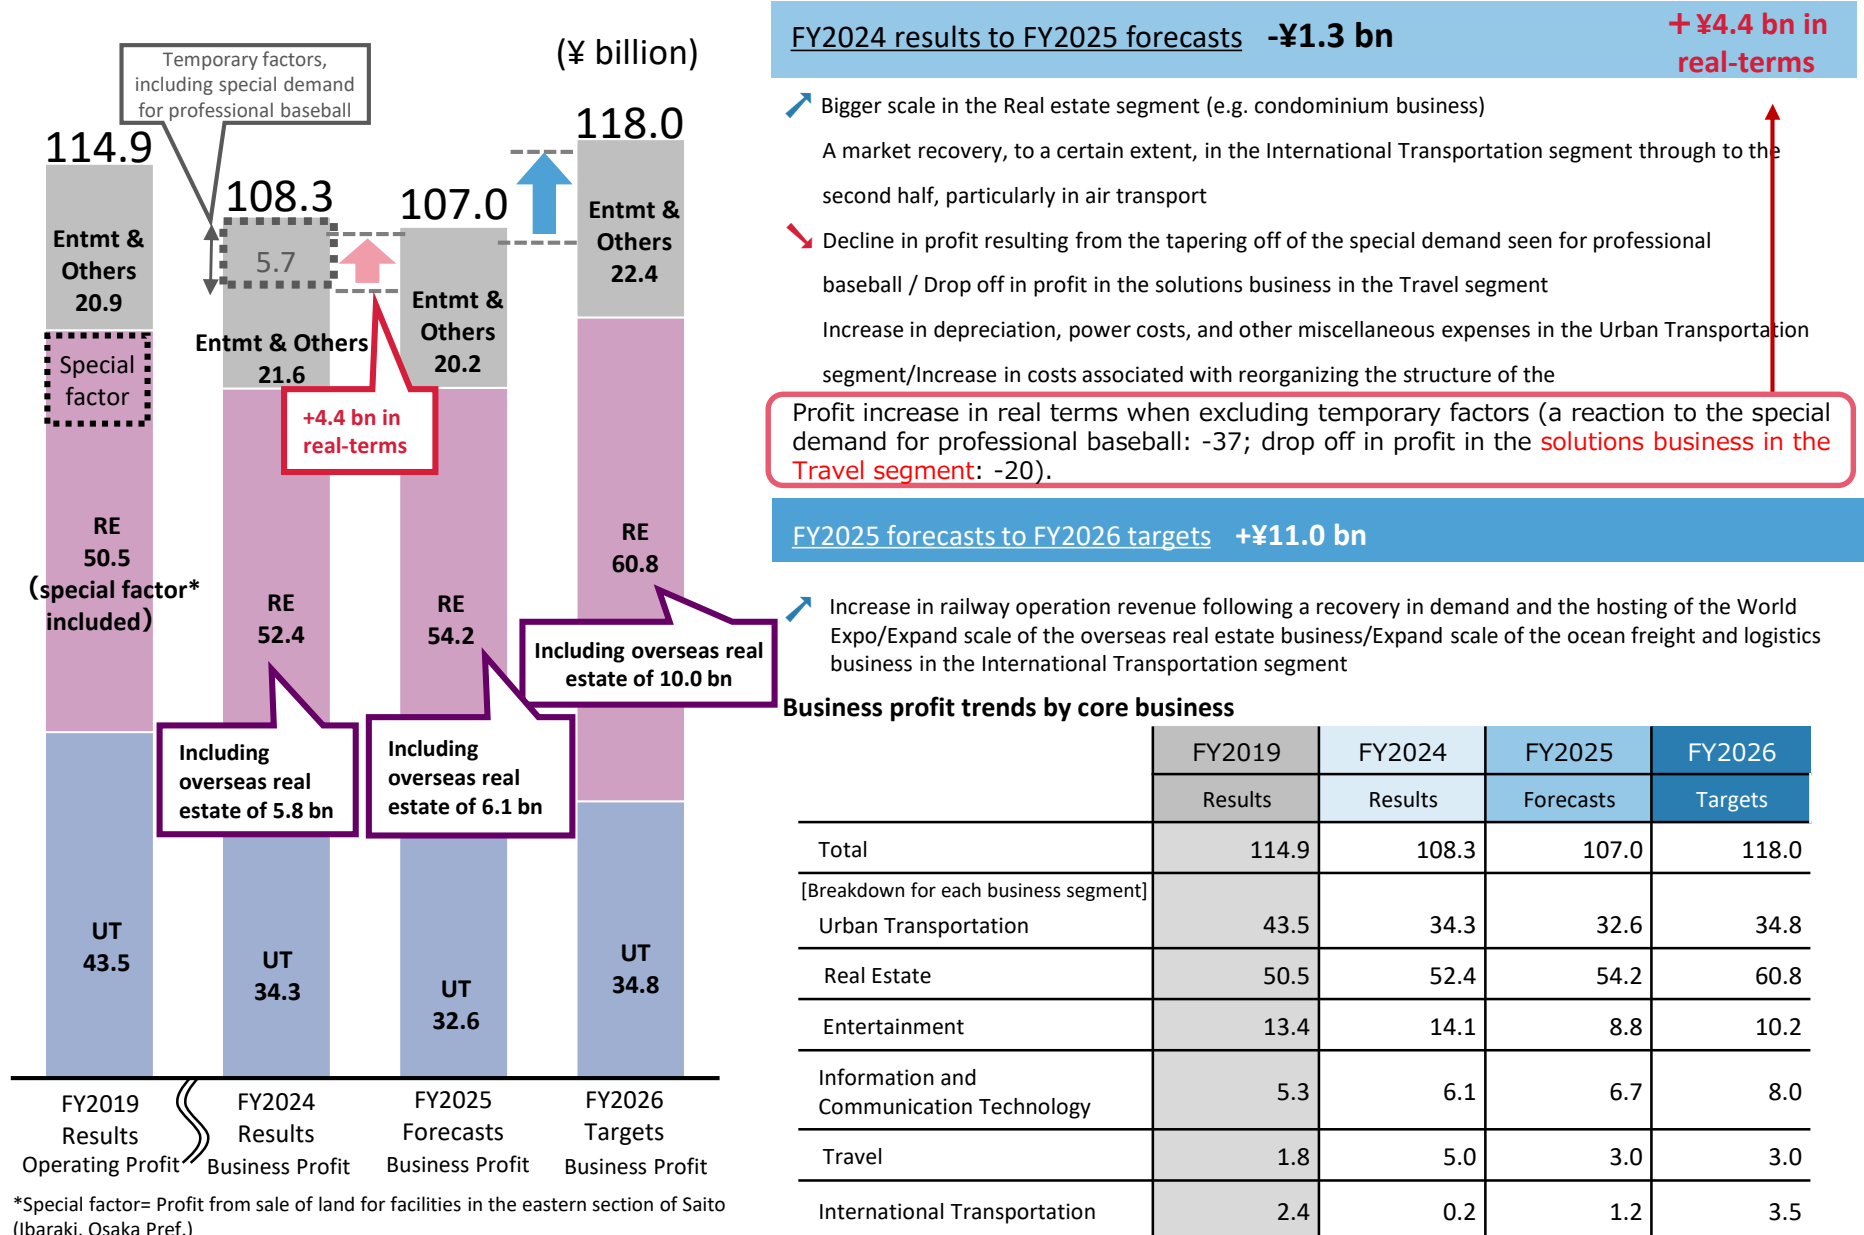 (¥ billion)
Temporary factors,
including special demand
for professional baseball
114.9
108.3
107.0
118.0
Entmt &
Others
20.9
5.7
Entmt & Others
21.6
Entmt &
Others
20.2
Entmt &
Others
22.4
Special
factor
+4.4 bn in
real-terms
RE
50.5
(special factor*
included)
RE
52.4
RE
54.2
RE
60.8
Including overseas real
estate of 10.0 bn
Including
overseas real
estate of 5.8 bn
Including
overseas real
estate of 6.1 bn
UT
43.5
UT
34.3
UT
32.6
UT
34.8
FY2019
Results
Operating Profit
FY2024
Results
Business Profit
FY2025
Forecasts
Business Profit
FY2026
Targets
Business Profit
*Special factor= Profit from sale of land for facilities in the eastern section of Saito
(Ibaraki, Osaka Pref.)
FY2024 results to FY2025 forecasts -¥1.3 bn
+¥4.4 bn in
real-terms
Bigger scale in the Real estate segment (e.g. condominium business)
A market recovery, to a certain extent, in the International Transportation segment through to the
second half, particularly in air transport
Decline in profit resulting from the tapering off of the special demand seen for professional
baseball / Drop off in profit in the solutions business in the Travel segment
Increase in depreciation, power costs, and other miscellaneous expenses in the Urban Transportation
segment/Increase in costs associated with reorganizing the structure of the
Profit increase in real terms when excluding temporary factors (a reaction to the special
demand for professional baseball: -37; drop off in profit in the solutions business in the
Travel segment: -20).
FY2025 forecasts to FY2026 targets +¥11.0 bn
Increase in railway operation revenue following a recovery in demand and the hosting of the World
Expo/Expand scale of the overseas real estate business/Expand scale of the ocean freight and logistics
business in the International Transportation segment
Business profit trends by core business
FY2019 FY2024 FY2025 FY2026
Results Results Forecasts Targets
Total 114.9 108.3 107.0 118.0
[Breakdown for each business segment]
Urban Transportation 43.5 34.3 32.6 34.8
Real Estate 50.5 52.4 54.2 60.8
Entertainment 13.4 14.1 8.8 10.2
Information and
Communication Technology 5.3 6.1 6.7 8.0
Travel 1.8 5.0 3.0 3.0
International Transportation 2.4 0.2 1.2 3.5